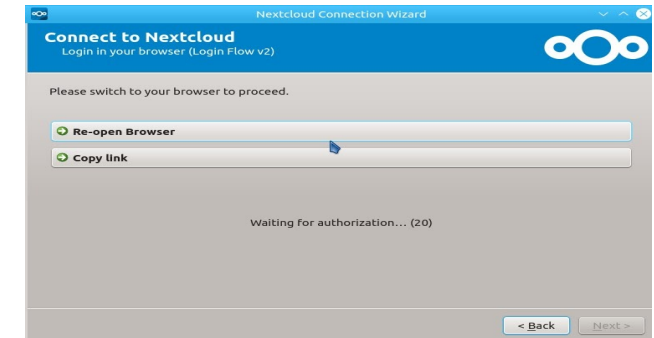 Nextcloud Connection Wizard
Connect to Nextcloud
Login in your browser (Login Flow v2)
Please switch to your browser to proceed.
Re-open Browser
Copy link
Waiting for authorization... (20)
< Back
Next >